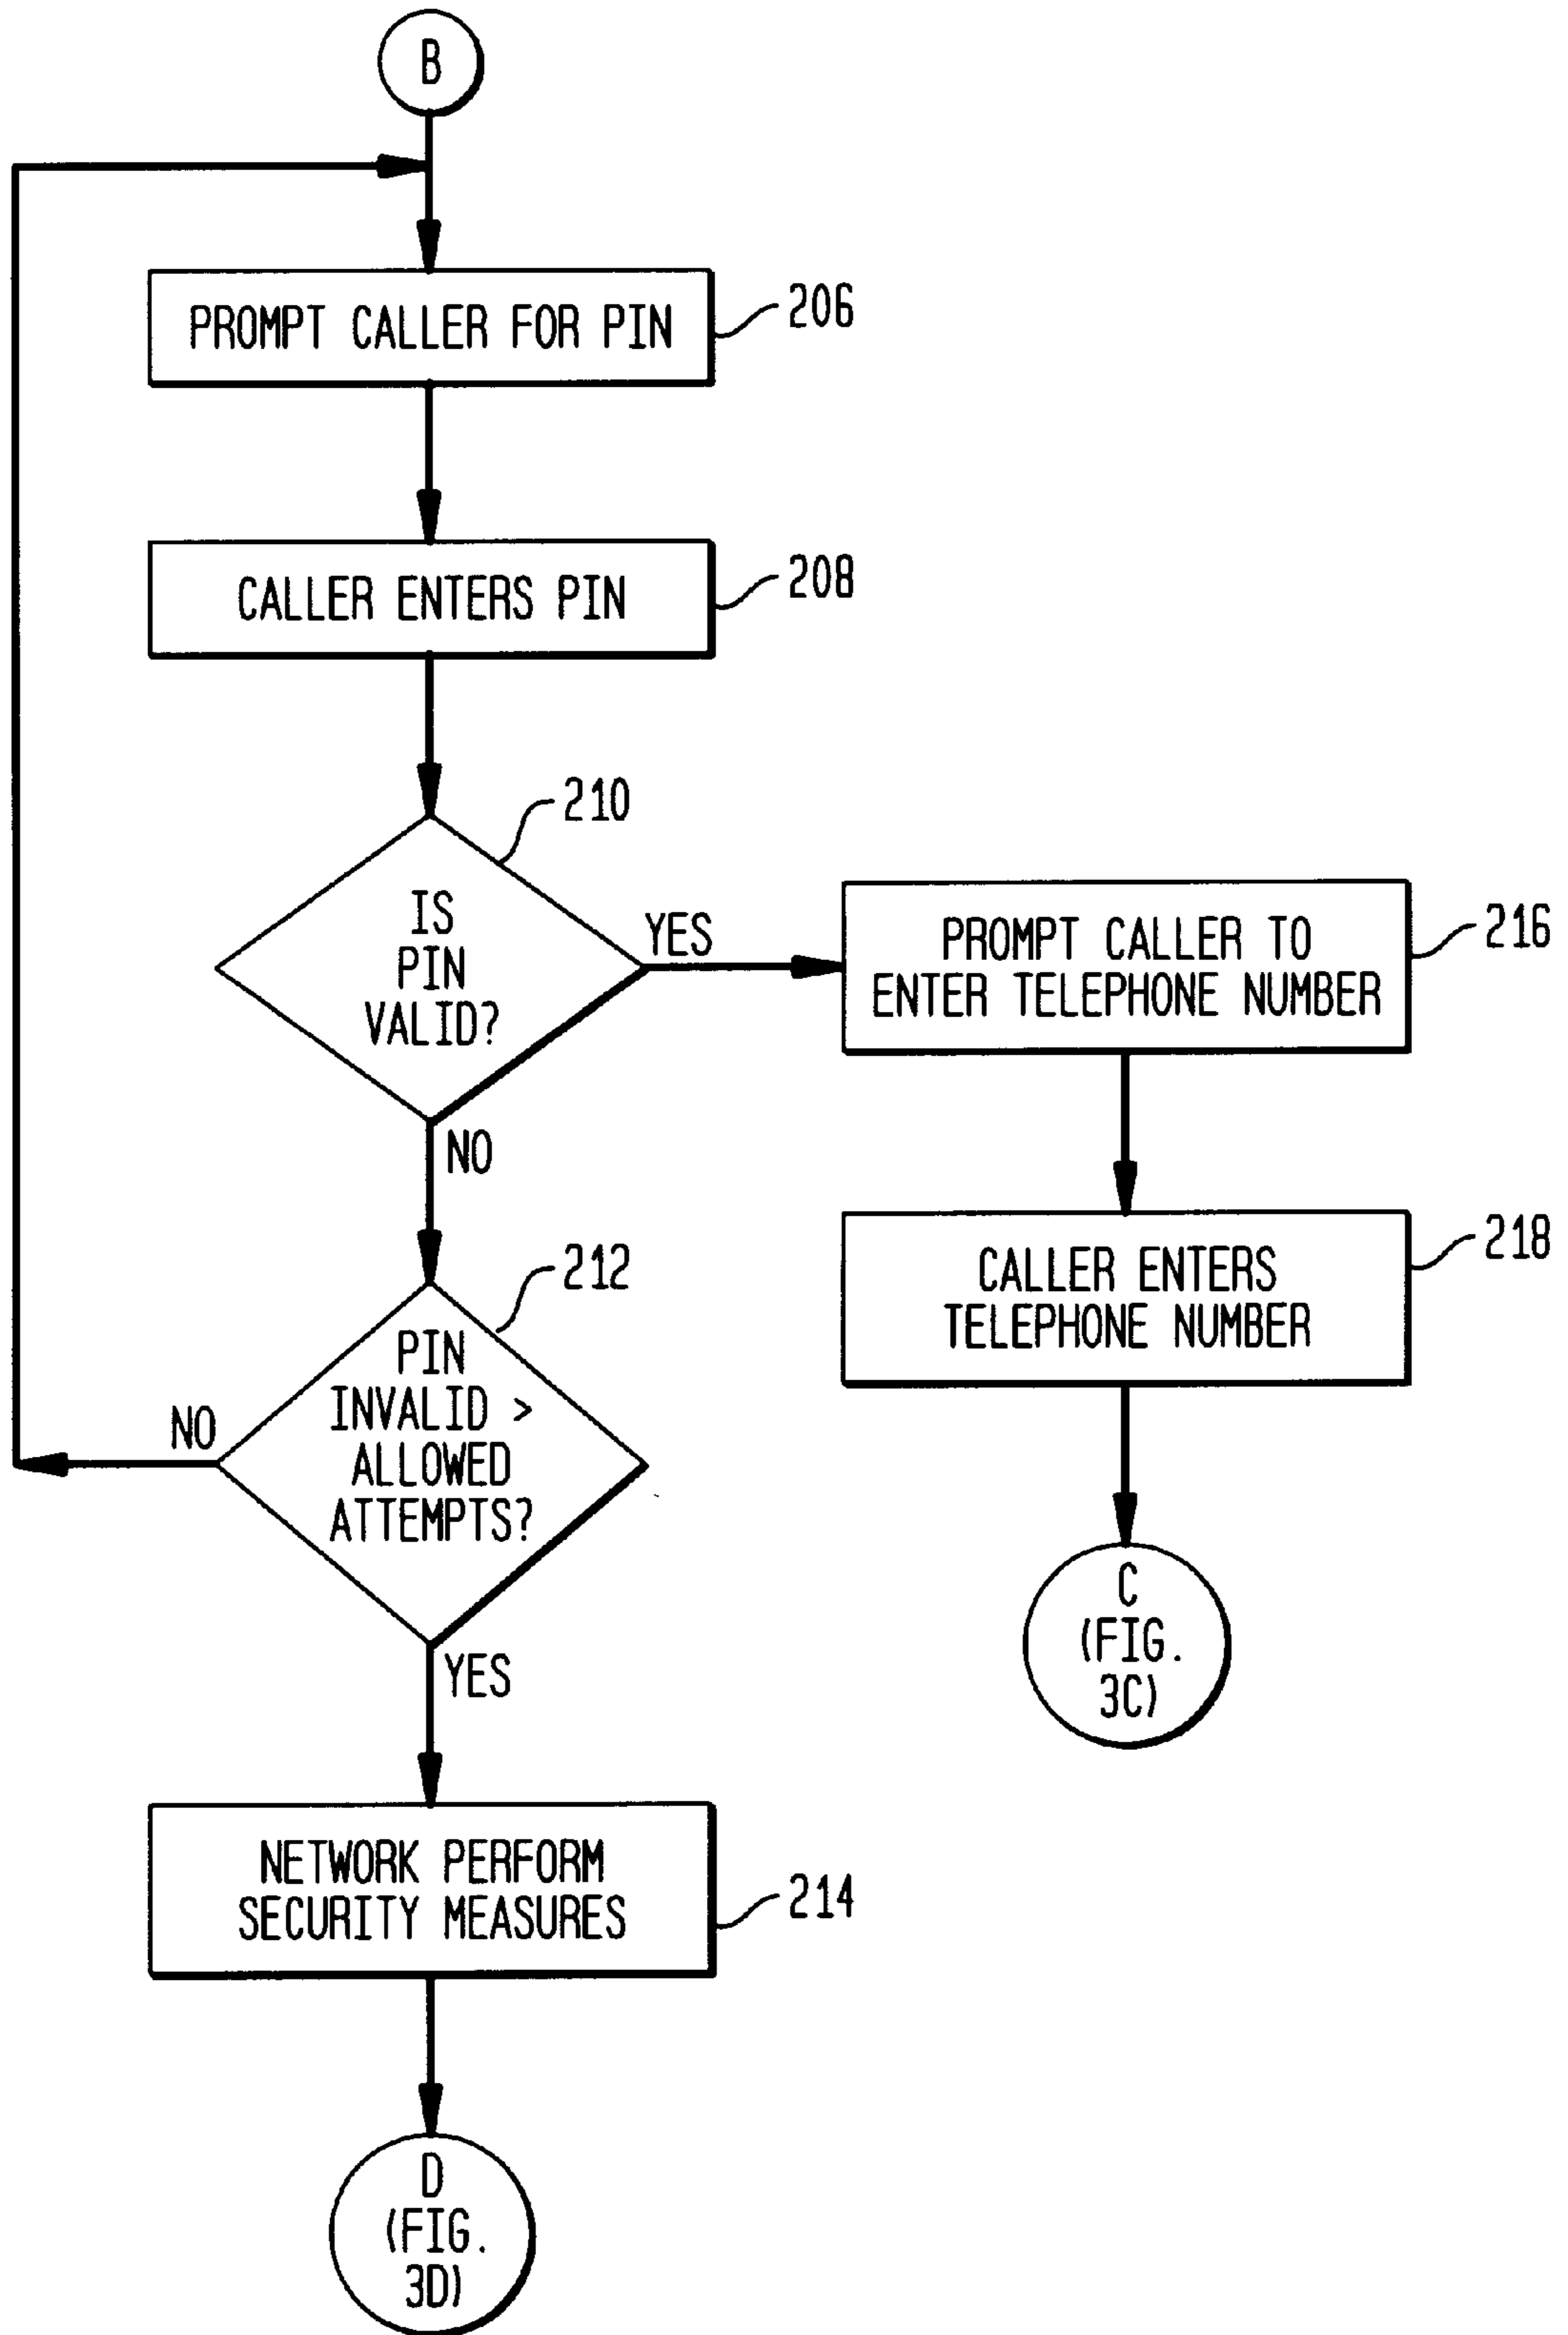 B
PROMPT CALLER FOR PIN
206
CALLER ENTERS PIN
208
210
IS
PIN
VALID?
YES
NO
PROMPT CALLER TO
ENTER TELEPHONE NUMBER
216
CALLER ENTERS
TELEPHONE NUMBER
218
212
PIN
INVALID >
ALLOWED
ATTEMPTS?
NO
YES
C
(FIG.
3C)
NETWORK PERFORM
SECURITY MEASURES
214
D
(FIG.
3D)